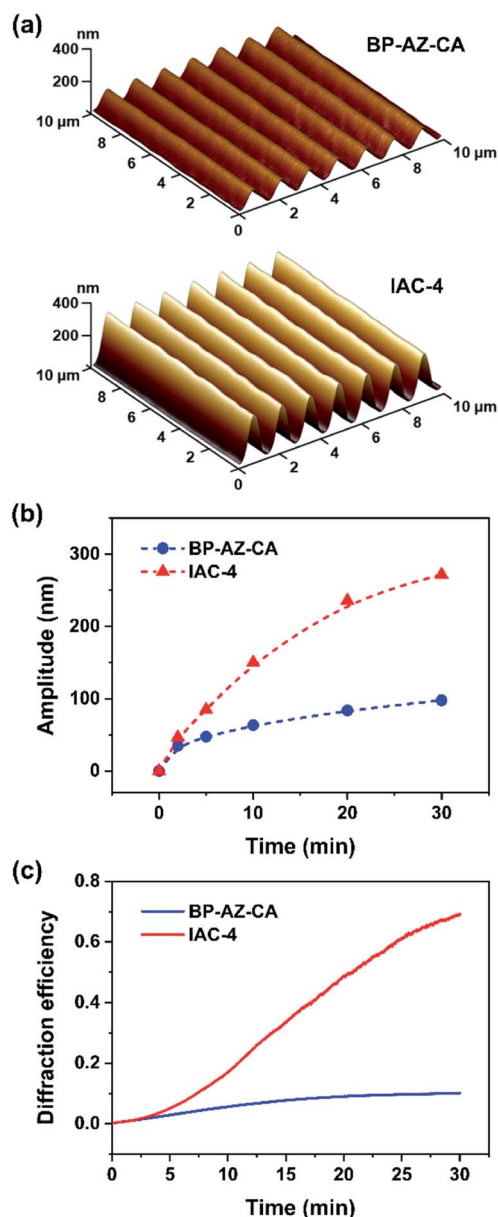 (a)
BP-AZ-CA
nm
400
200
10 μm
8
6
4
2
0
2
4
6
8
10 μm
IAC-4
nm
400
200
10 μm
8
6
4
2
0
2
4
6
8
10 μm
(b)
BP-AZ-CA
IAC-4
300
200
100
0
Amplitude (nm)
0 10 20 30
Time (min)
(c)
BP-AZ-CA
IAC-4
0.8
0.6
0.4
0.2
0.0
Diffraction efficiency
0 5 10 15 20 25 30
Time (min)